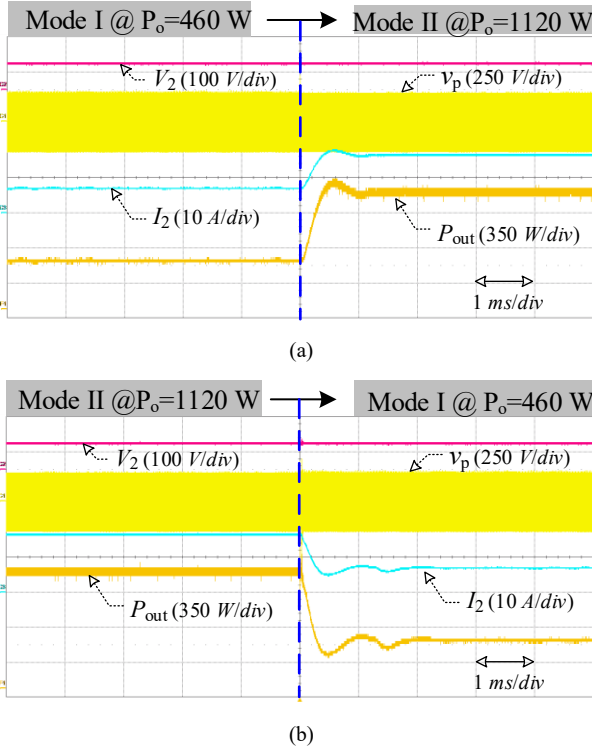 Mode I @ Pₒ=460 W
Mode II @Pₒ=1120 W
V₂ (100 V/div)
vₚ (250 V/div)
I₂ (10 A/div)
Pout (350 W/div)
1 ms/div
(a)
Mode II @Pₒ=1120 W
Mode I @ Pₒ=460 W
V₂ (100 V/div)
vₚ (250 V/div)
Pout (350 W/div)
I₂ (10 A/div)
1 ms/div
(b)